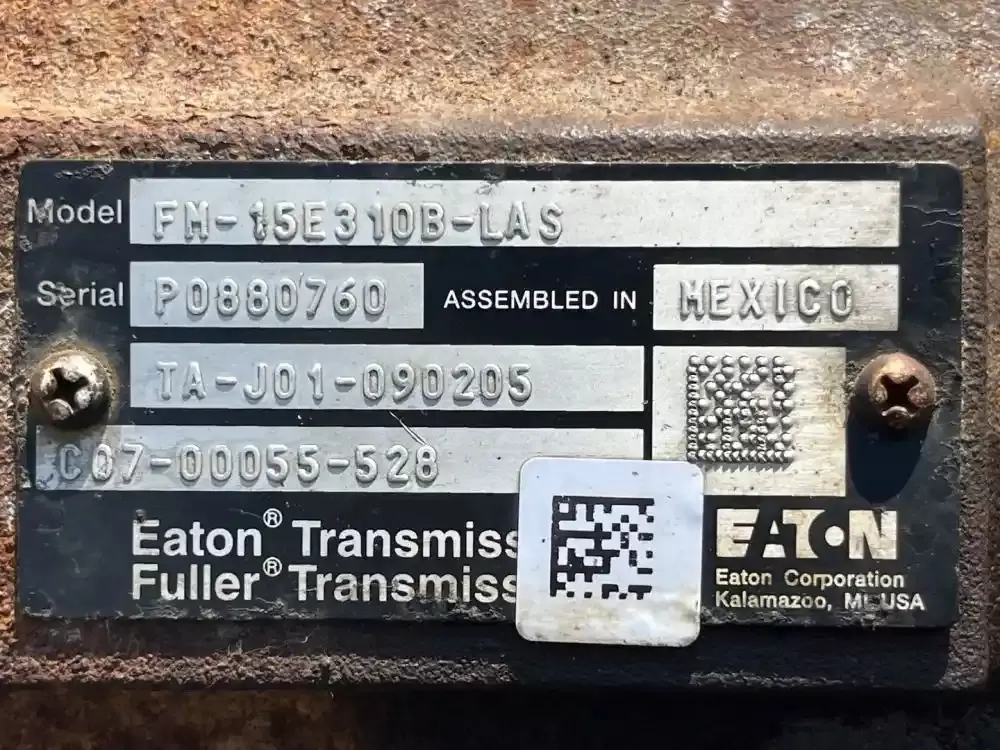 Model FM-15E310B-LAS
Serial P0880760 ASSEMBLED IN MEXICO
TA-J01-090205
C07-00055-528
Eaton® Transmiss
Fuller® Transmiss
EATON
Eaton Corporation
Kalamazoo, MI USA